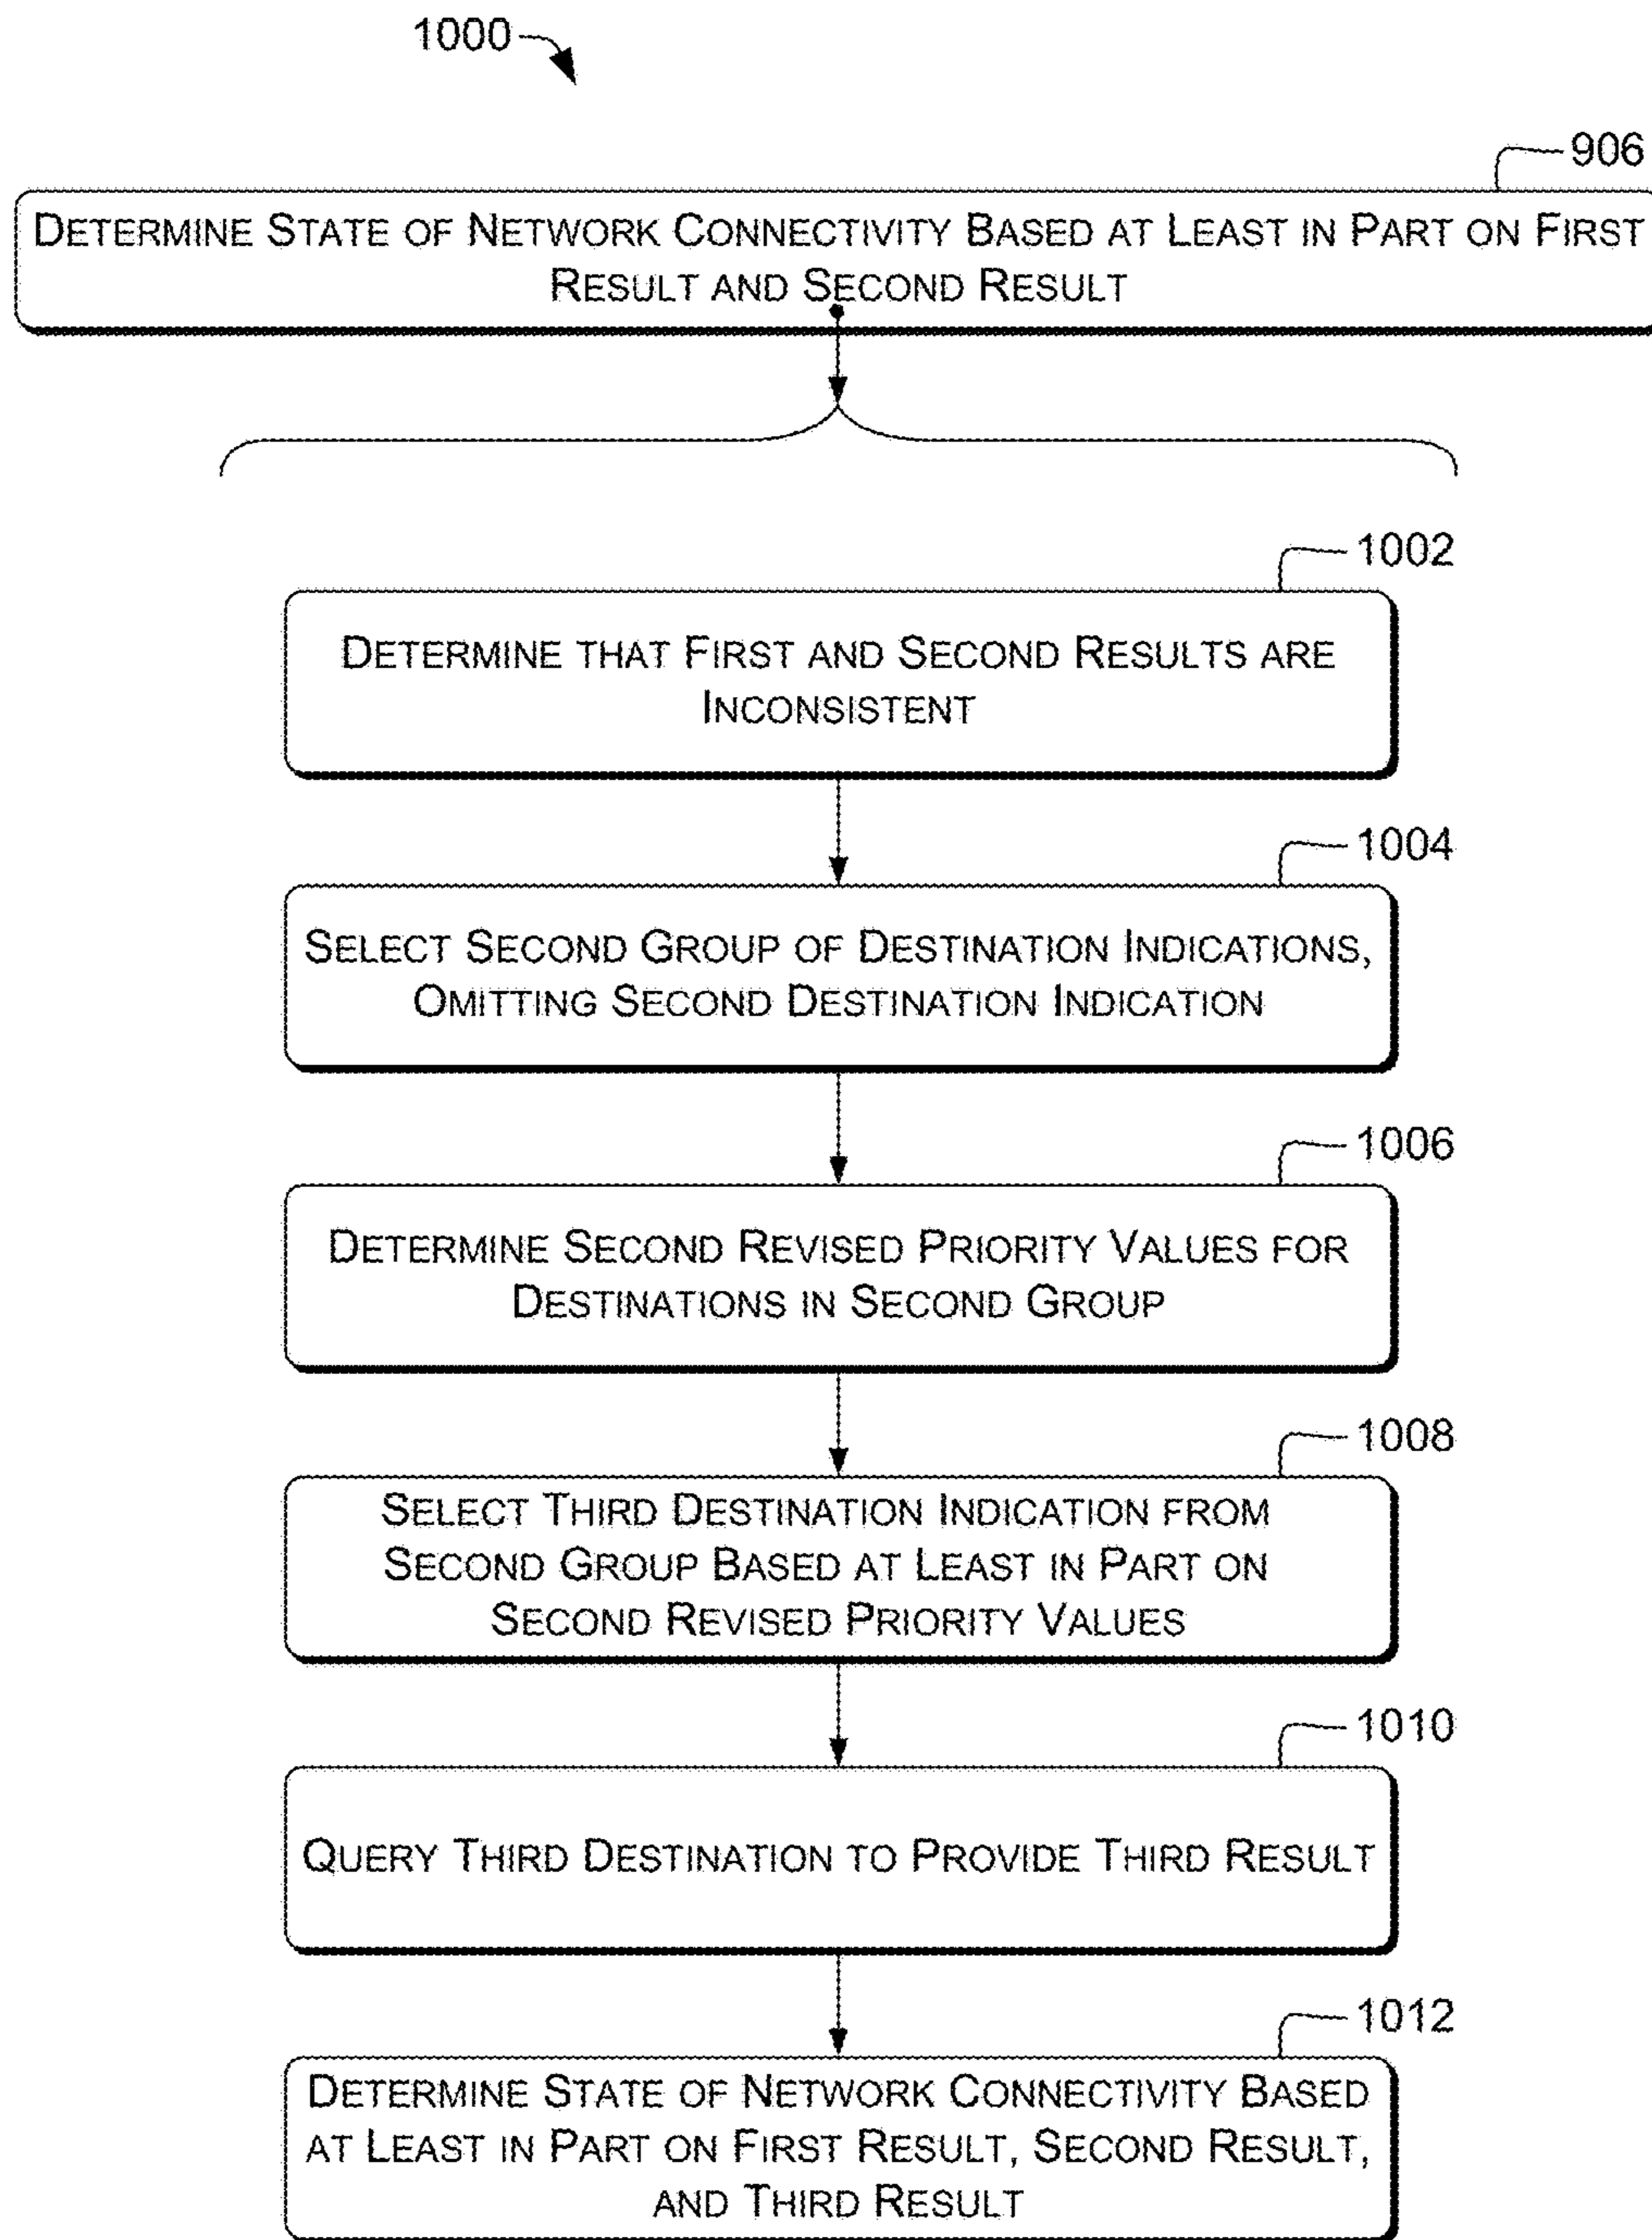 1000
906
DETERMINE STATE OF NETWORK CONNECTIVITY BASED AT LEAST IN PART ON FIRST
RESULT AND SECOND RESULT
1002
DETERMINE THAT FIRST AND SECOND RESULTS ARE
INCONSISTENT
1004
SELECT SECOND GROUP OF DESTINATION INDICATIONS,
OMITTING SECOND DESTINATION INDICATION
1006
DETERMINE SECOND REVISED PRIORITY VALUES FOR
DESTINATIONS IN SECOND GROUP
1008
SELECT THIRD DESTINATION INDICATION FROM
SECOND GROUP BASED AT LEAST IN PART ON
SECOND REVISED PRIORITY VALUES
1010
QUERY THIRD DESTINATION TO PROVIDE THIRD RESULT
1012
DETERMINE STATE OF NETWORK CONNECTIVITY BASED
AT LEAST IN PART ON FIRST RESULT, SECOND RESULT,
AND THIRD RESULT